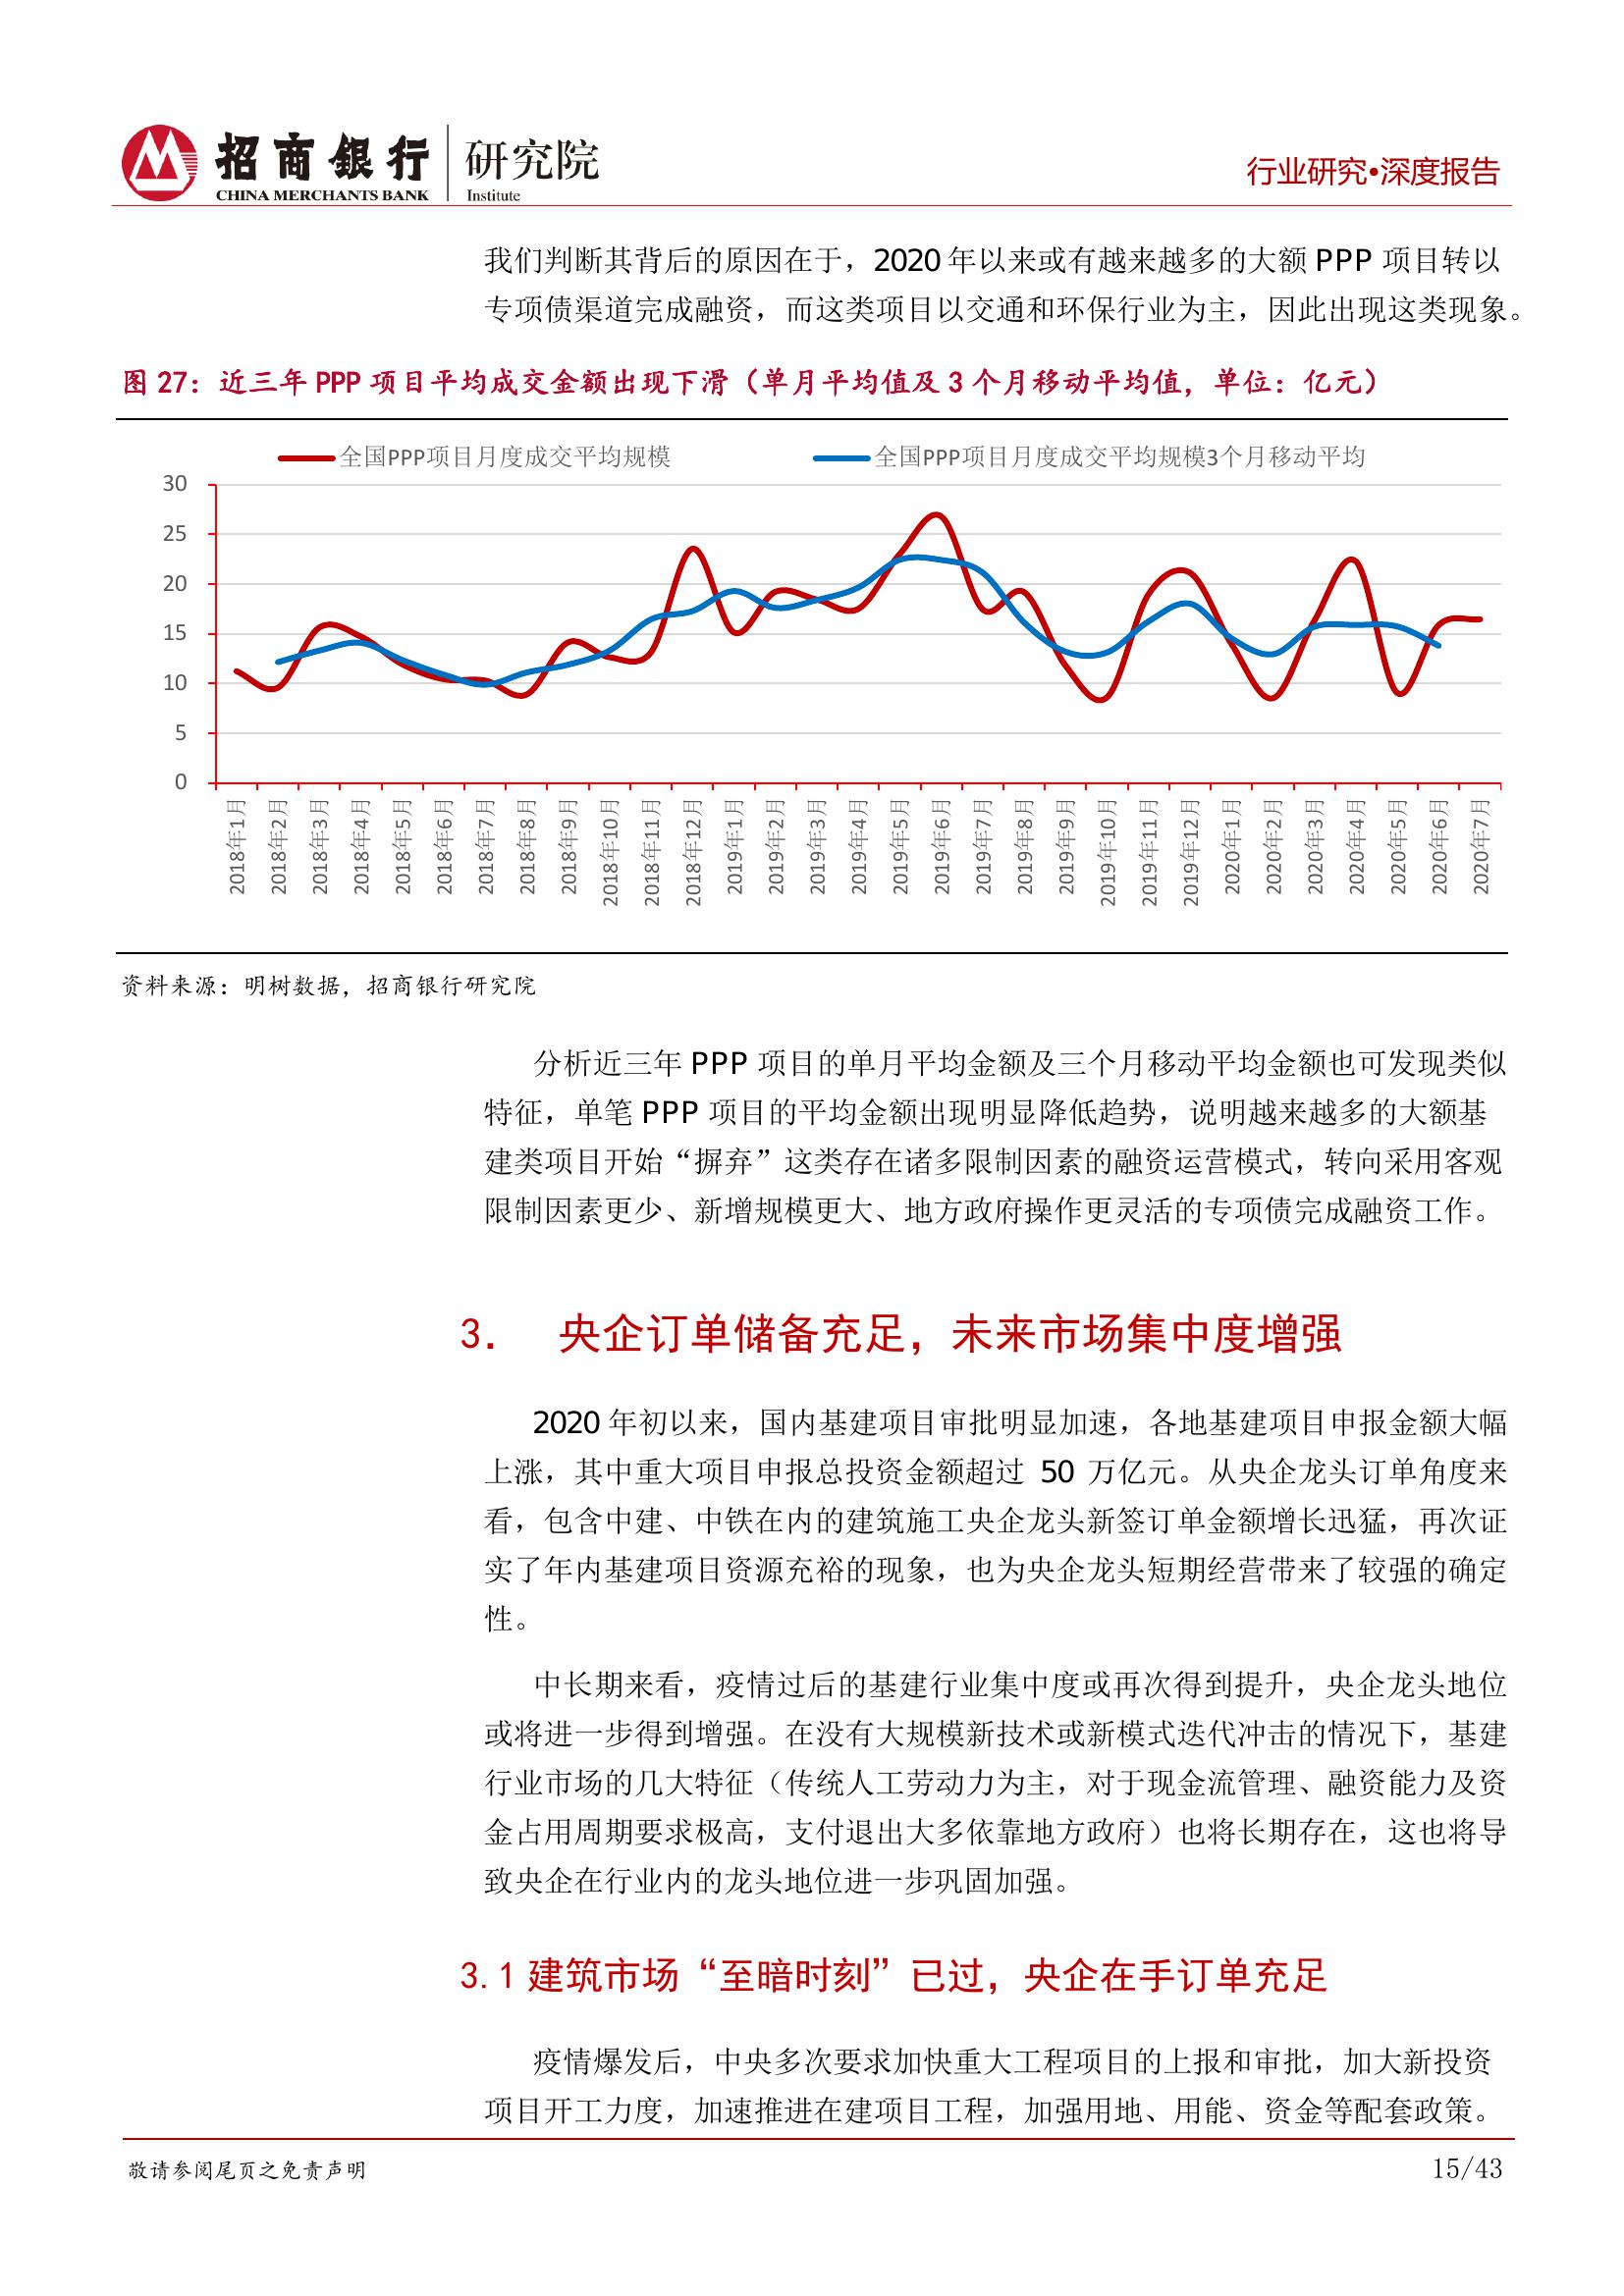 招商银行
CHINA MERCHANTS BANK
研究院
Institute
行业研究•深度报告
我们判断其背后的原因在于，2020 年以来或有越来越多的大额 PPP 项目转以
专项债渠道完成融资，而这类项目以交通和环保行业为主，因此出现这类现象。
图 27：近三年 PPP 项目平均成交金额出现下滑（单月平均值及 3 个月移动平均值，单位：亿元）
全国PPP项目月度成交平均规模
全国PPP项目月度成交平均规模3个月移动平均
30
25
20
15
10
5
0
2018年1月
2018年2月
2018年3月
2018年4月
2018年5月
2018年6月
2018年7月
2018年8月
2018年9月
2018年10月
2018年11月
2018年12月
2019年1月
2019年2月
2019年3月
2019年4月
2019年5月
2019年6月
2019年7月
2019年8月
2019年9月
2019年10月
2019年11月
2019年12月
2020年1月
2020年2月
2020年3月
2020年4月
2020年5月
2020年6月
2020年7月
资料来源：明树数据，招商银行研究院
分析近三年 PPP 项目的单月平均金额及三个月移动平均金额也可发现类似
特征，单笔 PPP 项目的平均金额出现明显降低趋势，说明越来越多的大额基
建类项目开始“摒弃”这类存在诸多限制因素的融资运营模式，转向采用客观
限制因素更少、新增规模更大、地方政府操作更灵活的专项债完成融资工作。
3. 央企订单储备充足，未来市场集中度增强
2020 年初以来，国内基建项目审批明显加速，各地基建项目申报金额大幅
上涨，其中重大项目申报总投资金额超过 50 万亿元。从央企龙头订单角度来
看，包含中建、中铁在内的建筑施工央企龙头新签订单金额增长迅猛，再次证
实了年内基建项目资源充裕的现象，也为央企龙头短期经营带来了较强的确定
性。
中长期来看，疫情过后的基建行业集中度或再次得到提升，央企龙头地位
或将进一步得到增强。在没有大规模新技术或新模式迭代冲击的情况下，基建
行业市场的几大特征（传统人工劳动力为主，对于现金流管理、融资能力及资
金占用周期要求极高，支付退出大多依靠地方政府）也将长期存在，这也将导
致央企在行业内的龙头地位进一步巩固加强。
3.1 建筑市场“至暗时刻”已过，央企在手订单充足
疫情爆发后，中央多次要求加快重大工程项目的上报和审批，加大新投资
项目开工力度，加速推进在建项目工程，加强用地、用能、资金等配套政策。
敬请参阅尾页之免责声明
15/43